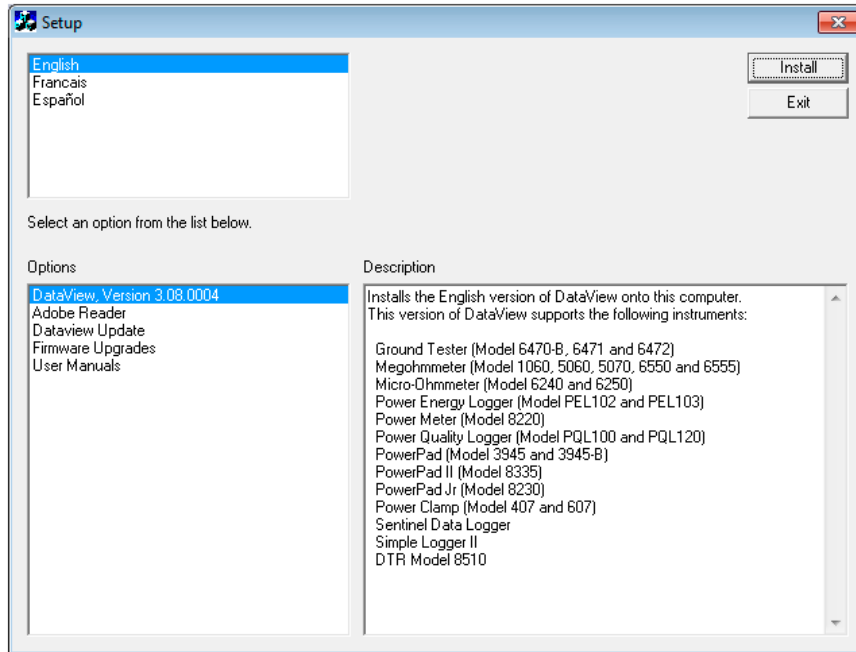 Setup
English
Francais
Español
Install
Exit
Select an option from the list below.
Options
DataView, Version 3.08.0004
Adobe Reader
Dataview Update
Firmware Upgrades
User Manuals
Description
Installs the English version of DataView onto this computer.
This version of DataView supports the following instruments:
Ground Tester (Model 6470-B, 6471 and 6472)
Megohmmeter (Model 1060, 5060, 5070, 6550 and 6555)
Micro-Ohmmeter (Model 6240 and 6250)
Power Energy Logger (Model PEL102 and PEL103)
Power Meter (Model 8220)
Power Quality Logger (Model PQL100 and PQL120)
PowerPad (Model 3945 and 3945-B)
PowerPad II (Model 8335)
PowerPad Jr (Model 8230)
Power Clamp (Model 407 and 607)
Sentinel Data Logger
Simple Logger II
DTR Model 8510